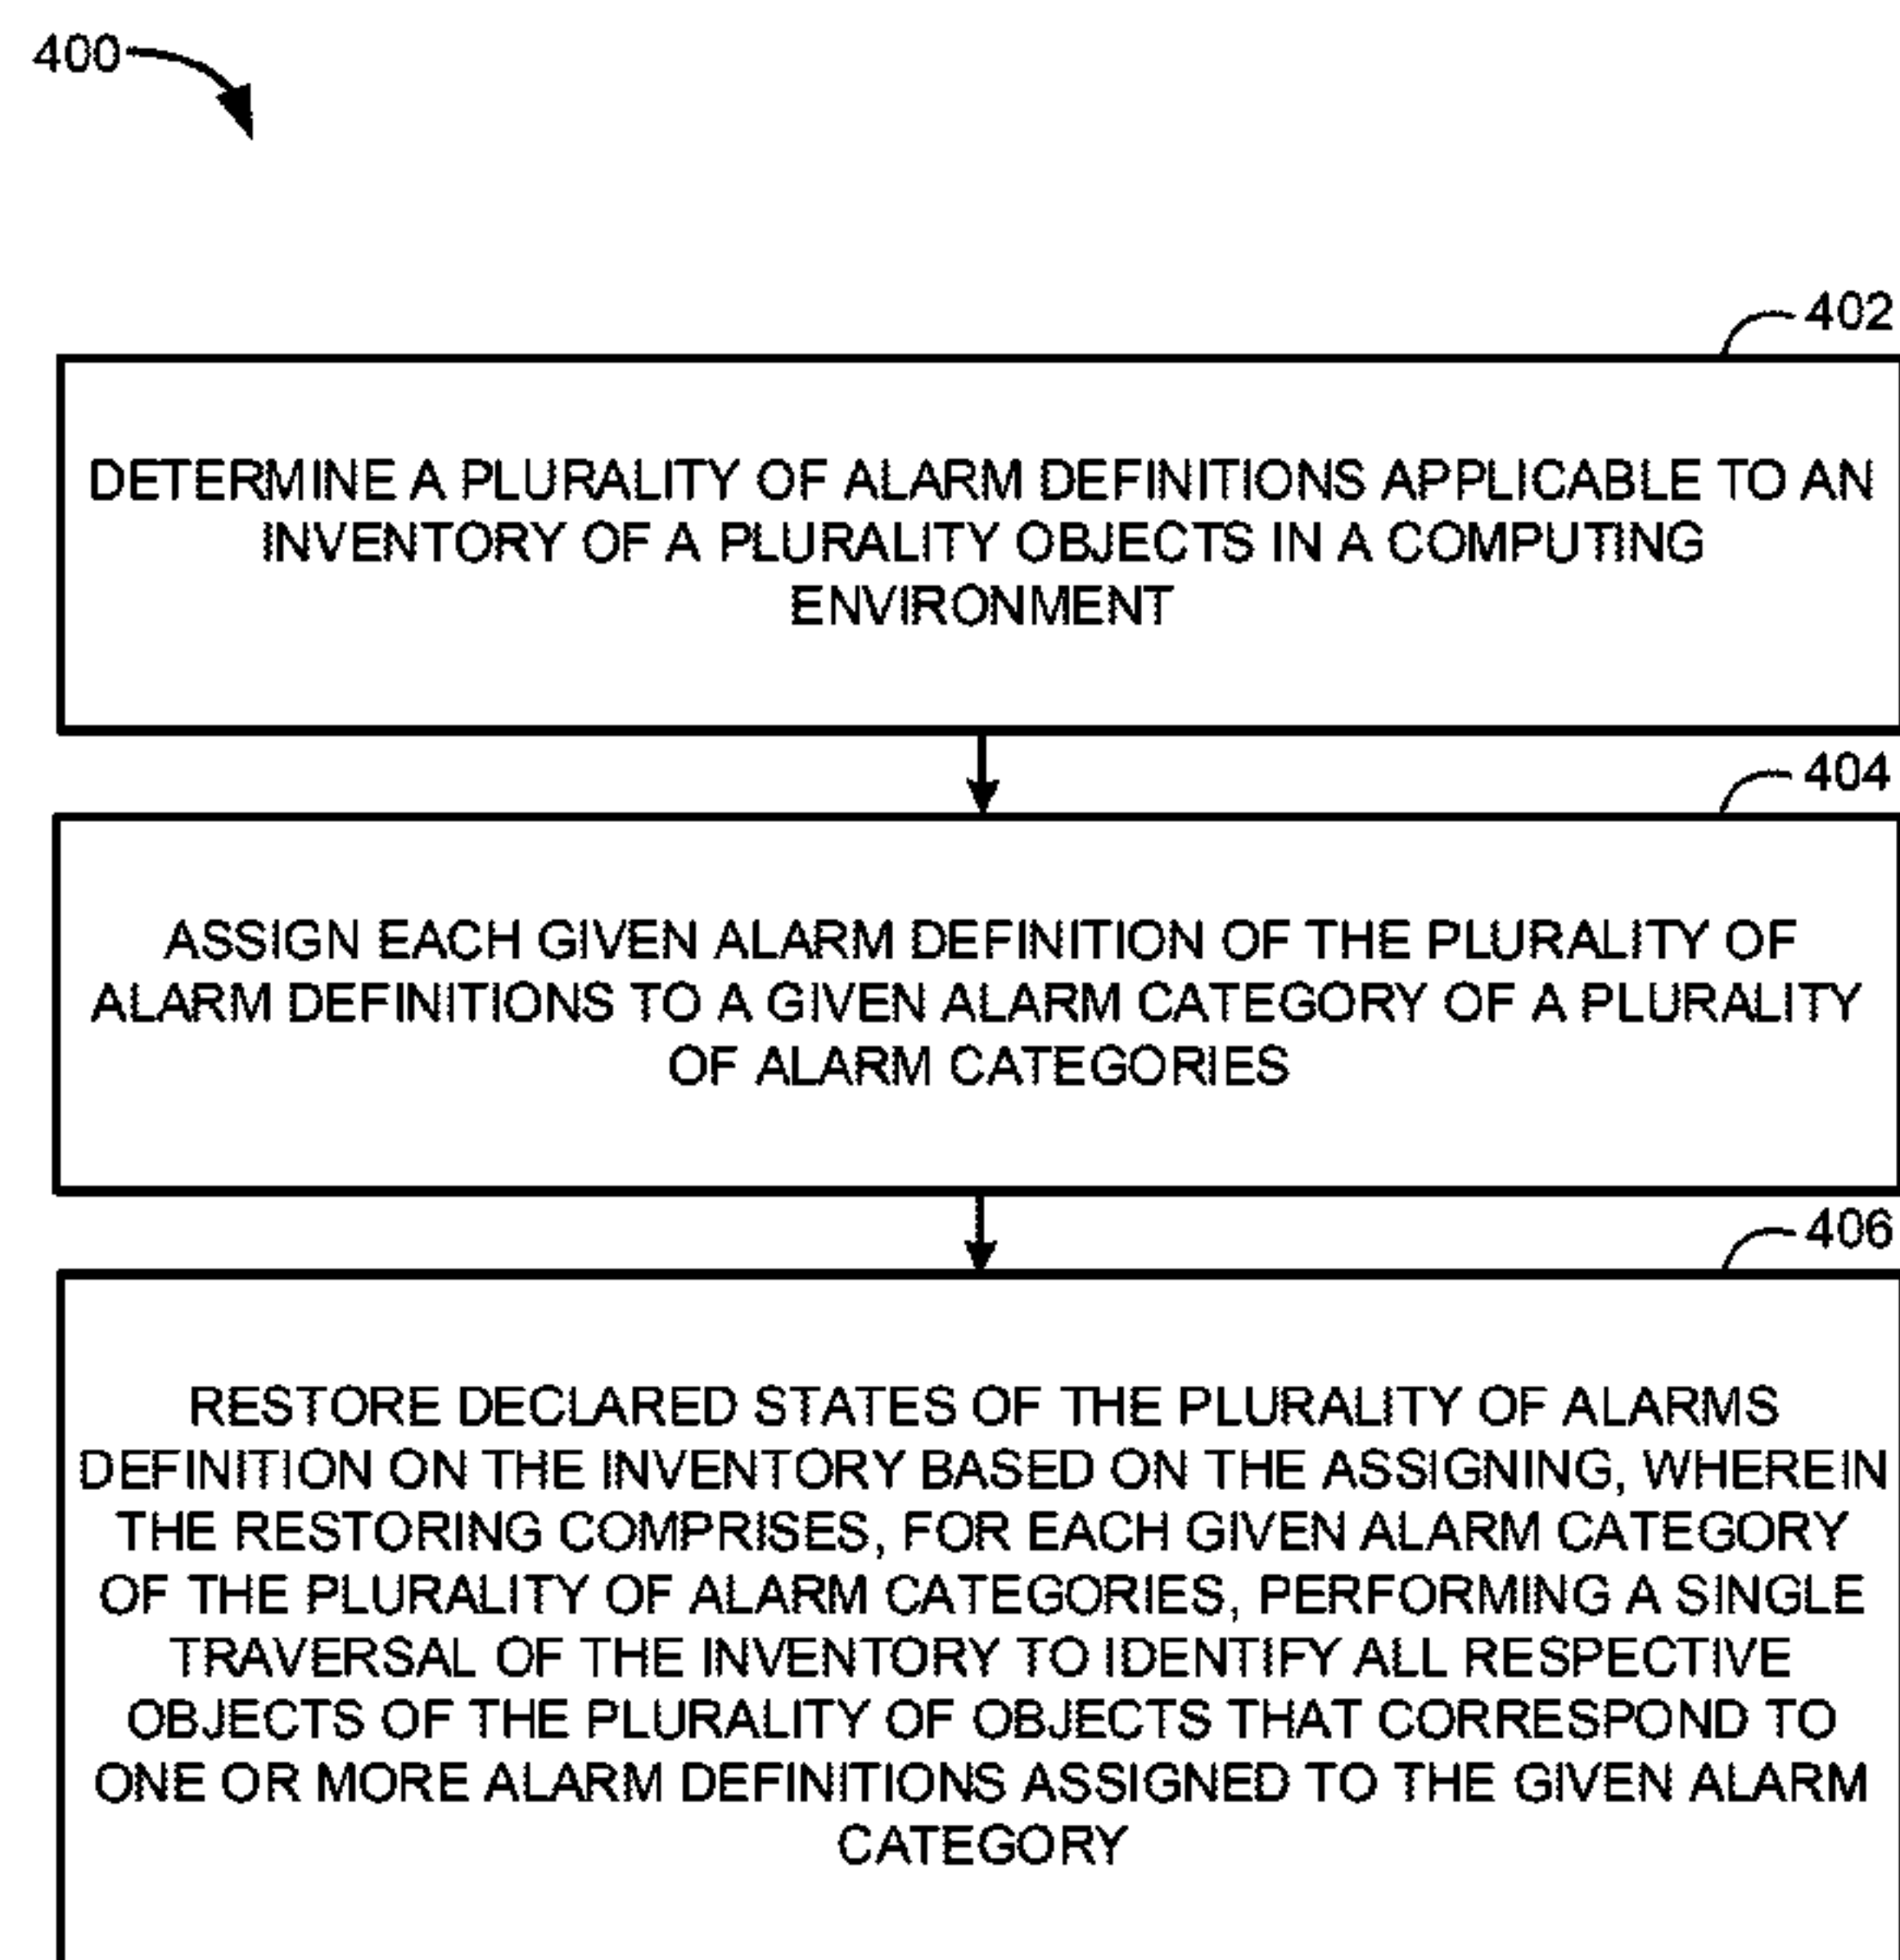 400
402
DETERMINE A PLURALITY OF ALARM DEFINITIONS APPLICABLE TO AN
INVENTORY OF A PLURALITY OBJECTS IN A COMPUTING
ENVIRONMENT
404
ASSIGN EACH GIVEN ALARM DEFINITION OF THE PLURALITY OF
ALARM DEFINITIONS TO A GIVEN ALARM CATEGORY OF A PLURALITY
OF ALARM CATEGORIES
406
RESTORE DECLARED STATES OF THE PLURALITY OF ALARMS
DEFINITION ON THE INVENTORY BASED ON THE ASSIGNING, WHEREIN
THE RESTORING COMPRISES, FOR EACH GIVEN ALARM CATEGORY
OF THE PLURALITY OF ALARM CATEGORIES, PERFORMING A SINGLE
TRAVERSAL OF THE INVENTORY TO IDENTIFY ALL RESPECTIVE
OBJECTS OF THE PLURALITY OF OBJECTS THAT CORRESPOND TO
ONE OR MORE ALARM DEFINITIONS ASSIGNED TO THE GIVEN ALARM
CATEGORY